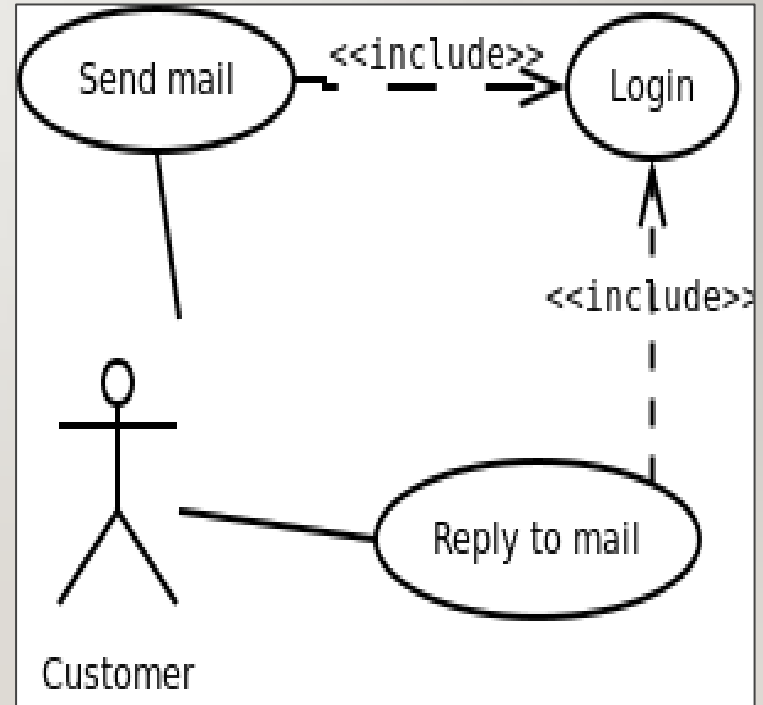 Send mail
<<include>>
Login
<<include>>
Reply to mail
Customer